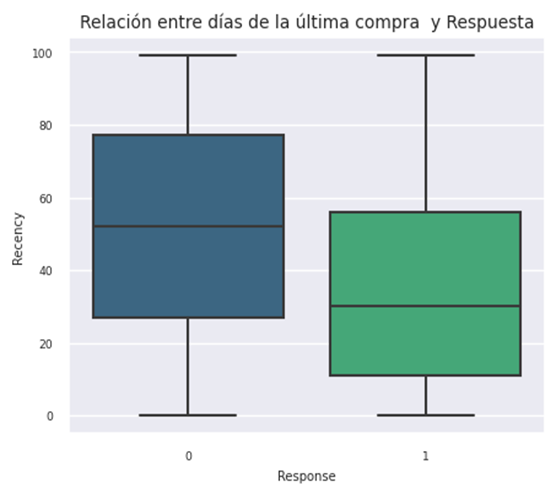 Relación entre días de la última compra  y Respuesta
100
80
60
40
20
0
Recency
0
1
Response